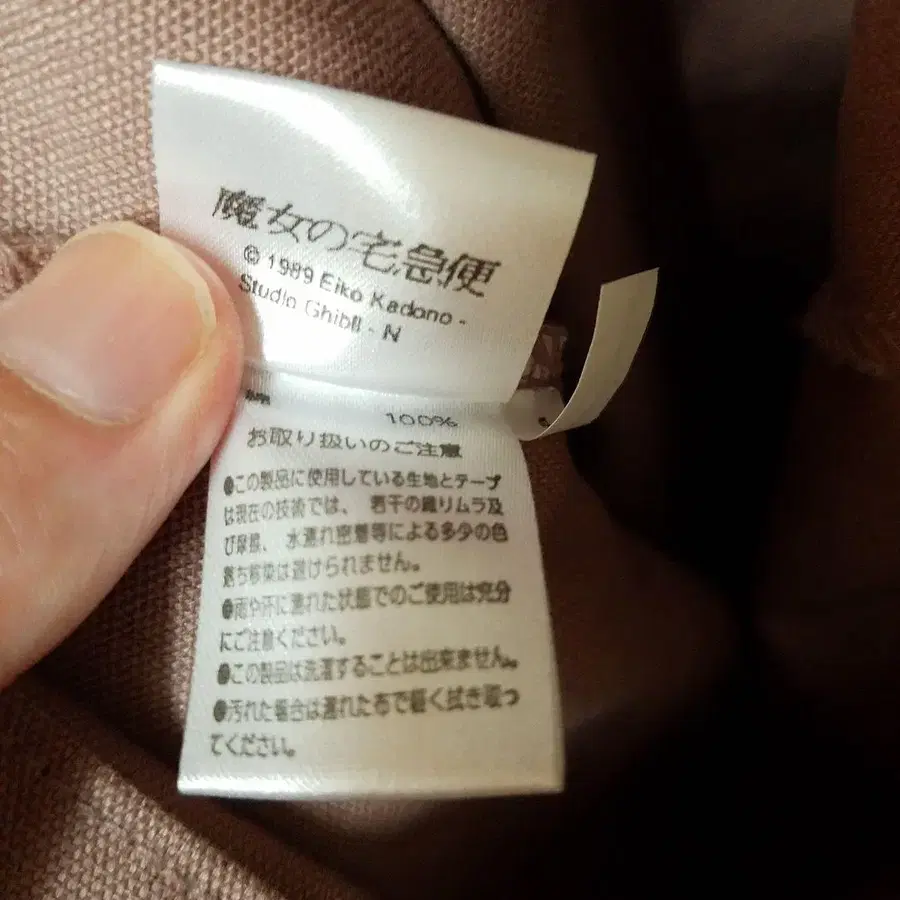 魔女の宅急便
© 1989 Eiko Kadono -
Studio Ghibli - N
綿 100%
お取り扱いのご注意
●この製品に使用している生地とテープ
は現在の技術では、若干の織りムラ及
び摩擦、水濡れ密着等による多少の色
落ち移染は避けられません。
●雨や汗に濡れた状態でのご使用は充分
にご注意ください。
●この製品は洗濯することは出来ません。
●汚れた場合は濡れた布で軽く拭き取っ
てください。